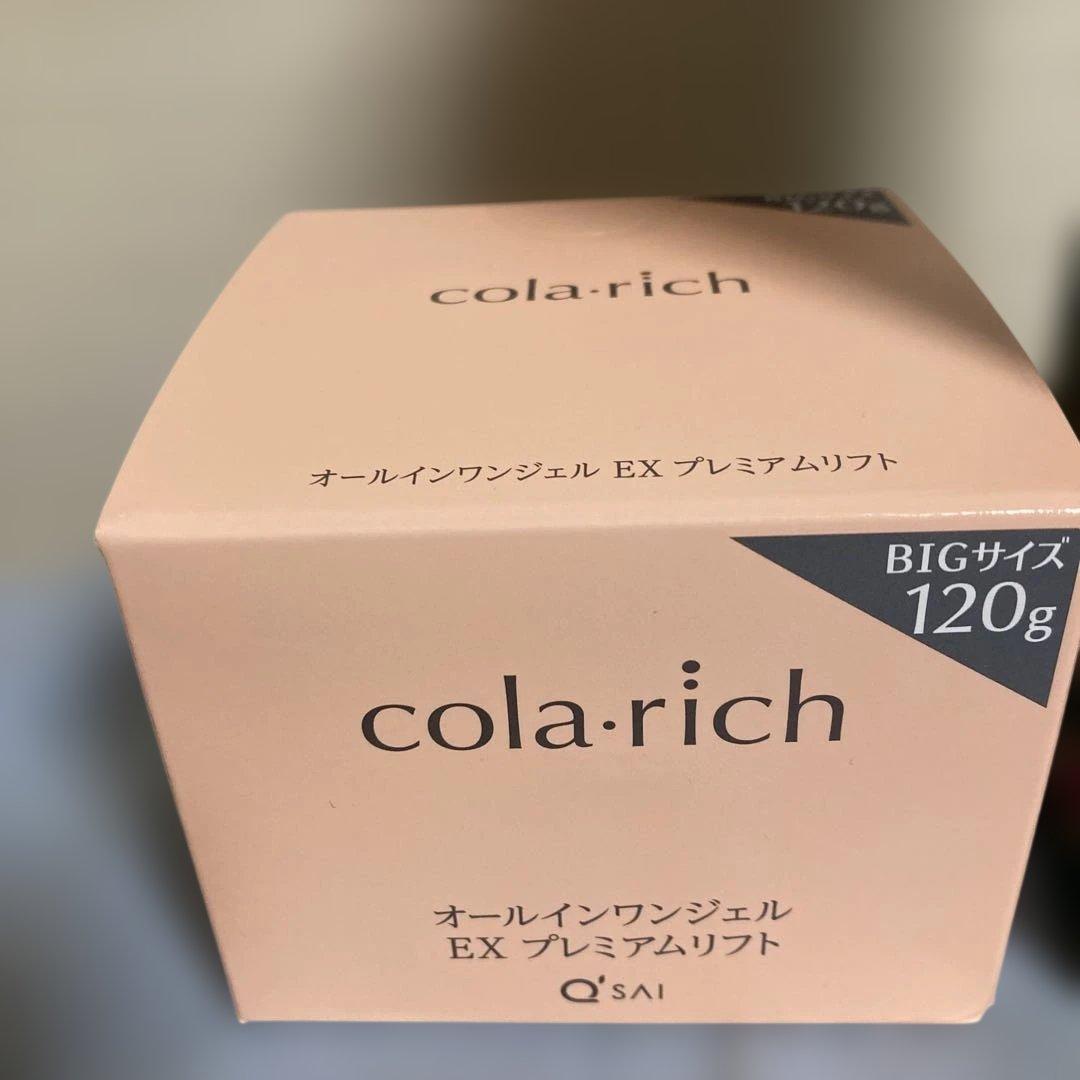 cola·rich
オールインワンジェル EX プレミアムリフト
BIGサイズ
120g
cola·rich
オールインワンジェル
EX プレミアムリフト
Q'SAI